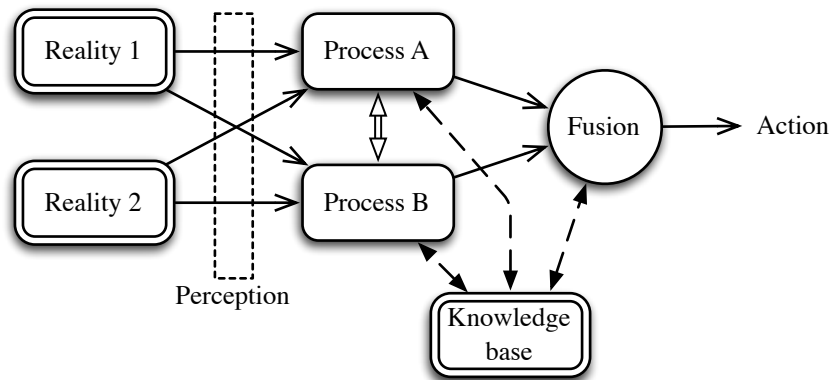 Reality 1
Process A
Fusion
Action
Reality 2
Process B
Perception
Knowledge
base